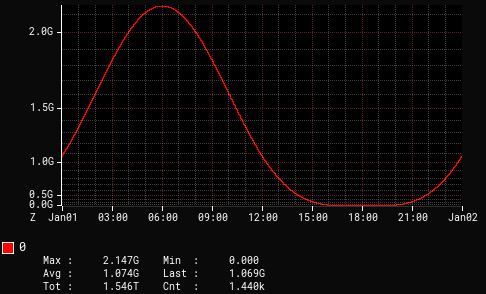 2.0G
1.5G
1.0G
0.5G
0.0G
Z Jan01 03:00 06:00 09:00 12:00 15:00 18:00 21:00 Jan02
0
Max : 2.147G Min : 0.000
Avg : 1.074G Last : 1.069G
Tot : 1.546T Cnt : 1.440k